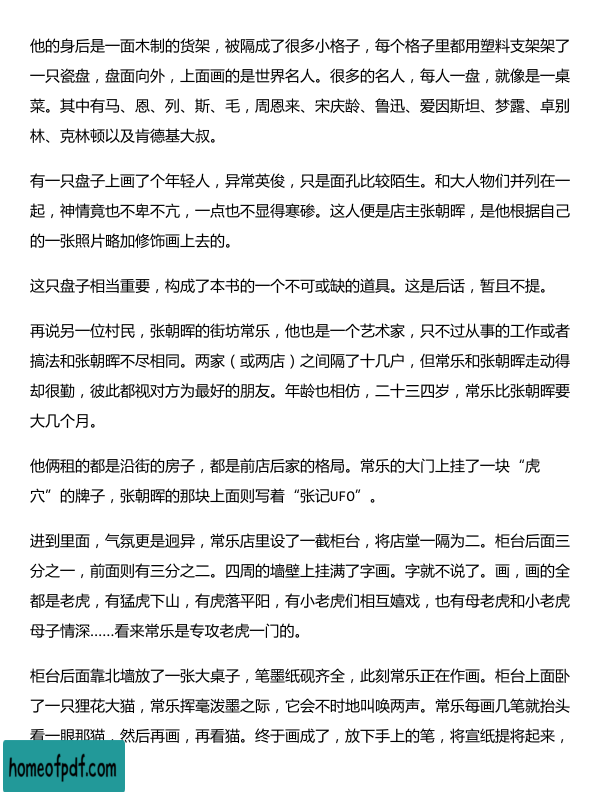 他的身后是一面木制的货架，被隔成了很多小格子，每个格子里都用塑料支架架了
一只瓷盘，盘面向外，上面画的是世界名人。很多的名人，每人一盘，就像是一桌
菜。其中有马、恩、列、斯、毛，周恩来、宋庆龄、鲁迅、爱因斯坦、梦露、卓别
林、克林顿以及肯德基大叔。
有一只盘子上画了个年轻人，异常英俊，只是面孔比较陌生。和大人物们并列在一
起，神情竟也不卑不亢，一点也不显得寒碜。这人便是店主张朝晖，是他根据自己
的一张照片略加修饰画上去的。
这只盘子相当重要，构成了本书的一个不可或缺的道具。这是后话，暂且不提。
再说另一位村民，张朝晖的街坊常乐，他也是一个艺术家，只不过从事的工作或者
搞法和张朝晖不尽相同。两家（或两店）之间隔了十几户，但常乐和张朝晖走动得
却很勤，彼此都视对方为最好的朋友。年龄也相仿，二十三四岁，常乐比张朝晖要
大几个月。
他俩租的都是沿街的房子，都是前店后家的格局。常乐的大门上挂了一块“虎
穴”的牌子，张朝晖的那块上面则写着“张记UFO”。
进到里面，气氛更是迥异，常乐店里设了一截柜台，将店堂一隔为二。柜台后面三
分之一，前面则有三分之二。四周的墙壁上挂满了字画。字就不说了。画，画的全
都是老虎，有猛虎下山，有虎落平阳，有小老虎们相互嬉戏，也有母老虎和小老虎
母子情深……看来常乐是专攻老虎一门的。
柜台后面靠北墙放了一张大桌子，笔墨纸砚齐全，此刻常乐正在作画。柜台上面卧
了一只狸花大猫，常乐挥毫泼墨之际，它会不时地叫唤两声。常乐每画几笔就抬头
看一眼那猫，然后再画，再看猫。终于画成了，放下手上的笔，将宣纸提将起来，
homeofpdf.com